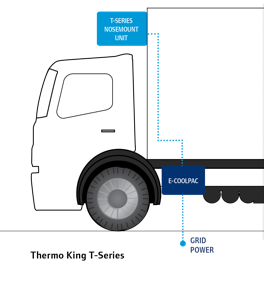 T-SERIES
NOSEMOUNT
UNIT
E-COOLPAC
GRID
POWER
Thermo King T-Series